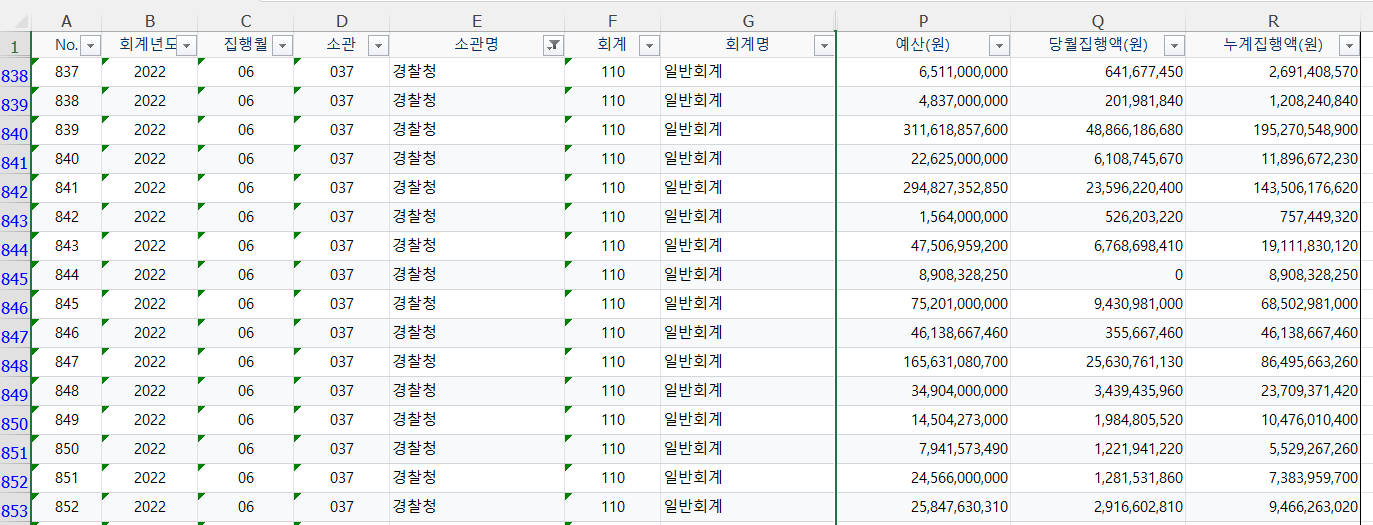 A B C D E F G P Q R
1 No. 회계년도 집행월 소관 소관명 회계 회계명 예산(원) 당월집행액(원) 누계집행액(원)
838 837 2022 06 037 경찰청 110 일반회계 6,511,000,000 641,677,450 2,691,408,570
839 838 2022 06 037 경찰청 110 일반회계 4,837,000,000 201,981,840 1,208,240,840
840 839 2022 06 037 경찰청 110 일반회계 311,618,857,600 48,866,186,680 195,270,548,900
841 840 2022 06 037 경찰청 110 일반회계 22,625,000,000 6,108,745,670 11,896,672,230
842 841 2022 06 037 경찰청 110 일반회계 294,827,352,850 23,596,220,400 143,506,176,620
843 842 2022 06 037 경찰청 110 일반회계 1,564,000,000 526,203,220 757,449,320
844 843 2022 06 037 경찰청 110 일반회계 47,506,959,200 6,768,698,410 19,111,830,120
845 844 2022 06 037 경찰청 110 일반회계 8,908,328,250 0 8,908,328,250
846 845 2022 06 037 경찰청 110 일반회계 75,201,000,000 9,430,981,000 68,502,981,000
847 846 2022 06 037 경찰청 110 일반회계 46,138,667,460 355,667,460 46,138,667,460
848 847 2022 06 037 경찰청 110 일반회계 165,631,080,700 25,630,761,130 86,495,663,260
849 848 2022 06 037 경찰청 110 일반회계 34,904,000,000 3,439,435,960 23,709,371,420
850 849 2022 06 037 경찰청 110 일반회계 14,504,273,000 1,984,805,520 10,476,010,400
851 850 2022 06 037 경찰청 110 일반회계 7,941,573,490 1,221,941,220 5,529,267,260
852 851 2022 06 037 경찰청 110 일반회계 24,566,000,000 1,281,531,860 7,383,959,700
853 852 2022 06 037 경찰청 110 일반회계 25,847,630,310 2,916,602,810 9,466,263,020